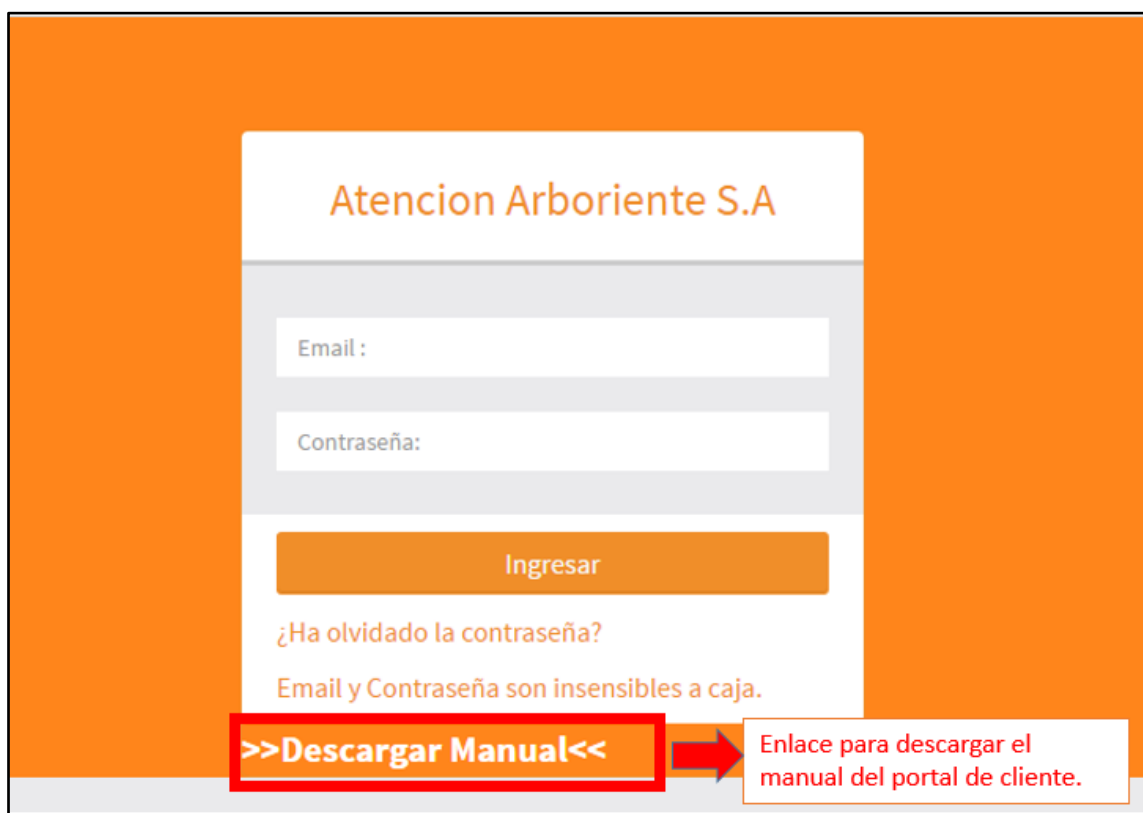 Atencion Arboriente S.A
Email :
Contraseña:
Ingresar
¿Ha olvidado la contraseña?
Email y Contraseña son insensibles a caja.
>>Descargar Manual<<
Enlace para descargar el
manual del portal de cliente.